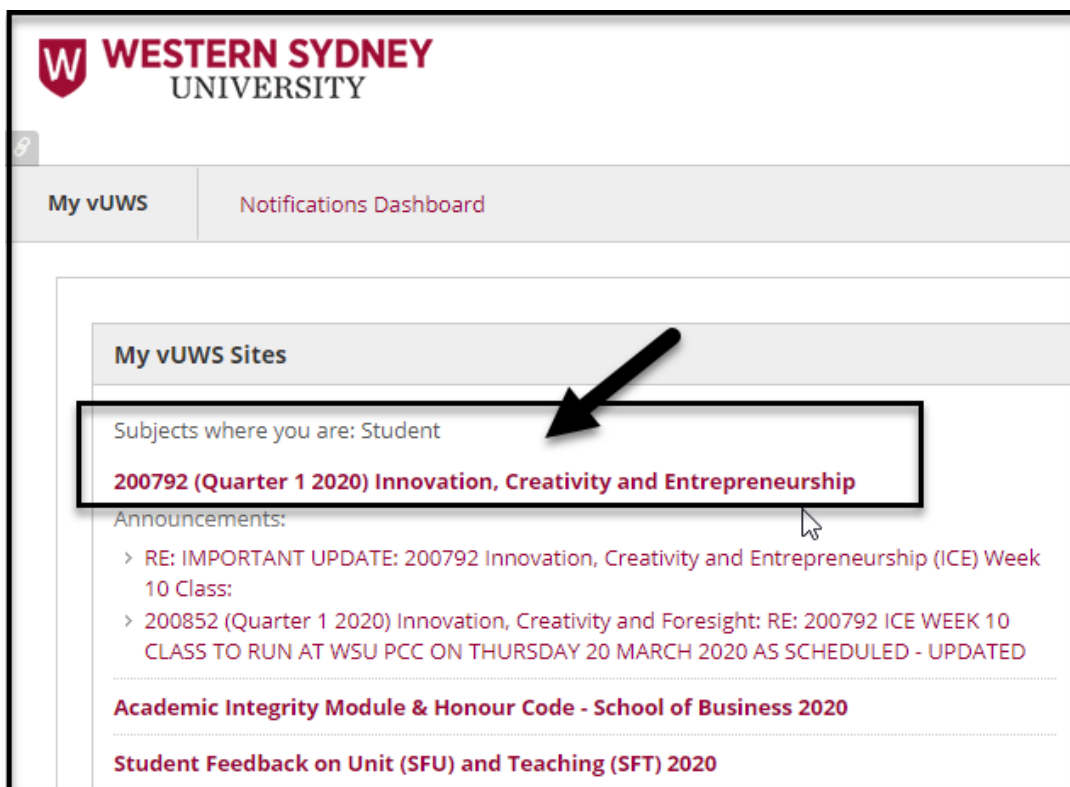 W WESTERN SYDNEY
UNIVERSITY
My vUWS Notifications Dashboard
My vUWS Sites
Subjects where you are: Student
200792 (Quarter 1 2020) Innovation, Creativity and Entrepreneurship
Announcements:
> RE: IMPORTANT UPDATE: 200792 Innovation, Creativity and Entrepreneurship (ICE) Week
10 Class:
> 200852 (Quarter 1 2020) Innovation, Creativity and Foresight: RE: 200792 ICE WEEK 10
CLASS TO RUN AT WSU PCC ON THURSDAY 20 MARCH 2020 AS SCHEDULED - UPDATED
Academic Integrity Module & Honour Code - School of Business 2020
Student Feedback on Unit (SFU) and Teaching (SFT) 2020